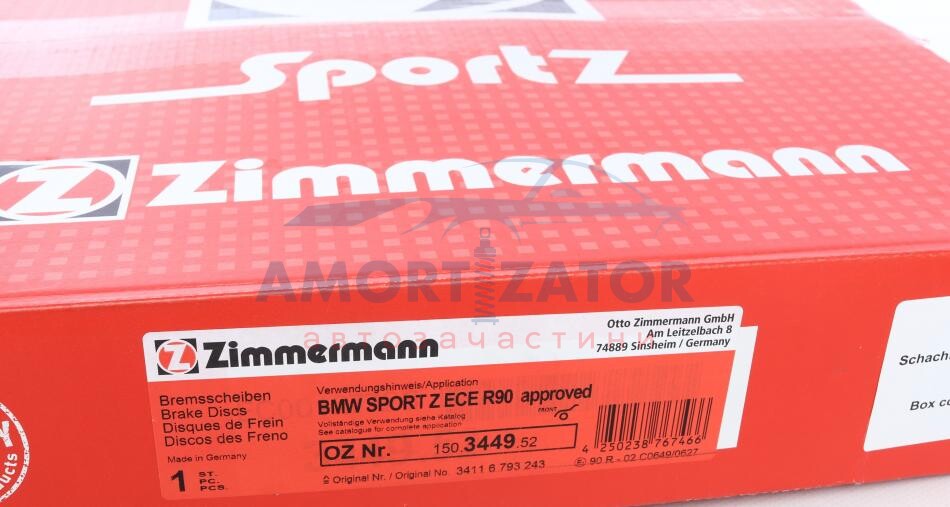 SportZ
Zimmermann
AMORTIZATOR
автозачастини
Zimmermann
Otto Zimmermann GmbH
Am Leitzelbach 8
74889 Sinsheim / Germany
Bremsscheiben
Brake Discs
Disques de Frein
Discos des Freno
Made in Germany
1 ST.
PC.
PCS.
Verwendungshinweis/Application
BMW SPORT Z ECE R90 approved
Vollständige Verwendung siehe Katalog
See catalogue for complete application
FRONT
OZ Nr. 150.3449.52
Original Nr. / Original No. 3411 6 793 243
4 250238 767466
90 R - 02 C0649/0627
Box co